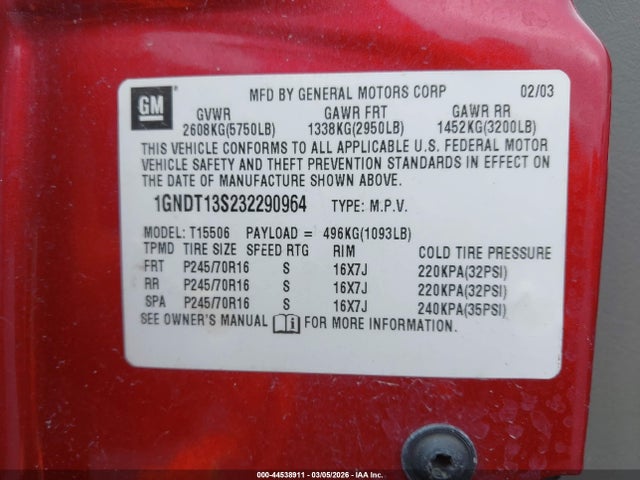 GM
MFD BY GENERAL MOTORS CORP 02/03
GVWR GAWR FRT GAWR RR
2608KG(5750LB) 1338KG(2950LB) 1452KG(3200LB)
THIS VEHICLE CONFORMS TO ALL APPLICABLE U.S. FEDERAL MOTOR
VEHICLE SAFETY AND THEFT PREVENTION STANDARDS IN EFFECT ON
THE DATE OF MANUFACTURE SHOWN ABOVE.
1GNDT13S232290964 TYPE: M.P.V.
MODEL: T15506 PAYLOAD = 496KG(1093LB)
TPMD TIRE SIZE SPEED RTG RIM COLD TIRE PRESSURE
FRT P245/70R16 S 16X7J 220KPA(32PSI)
RR P245/70R16 S 16X7J 220KPA(32PSI)
SPA P245/70R16 S 16X7J 240KPA(35PSI)
SEE OWNER'S MANUAL FOR MORE INFORMATION.
000-44538911 - 03/05/2026 - IAA Inc.